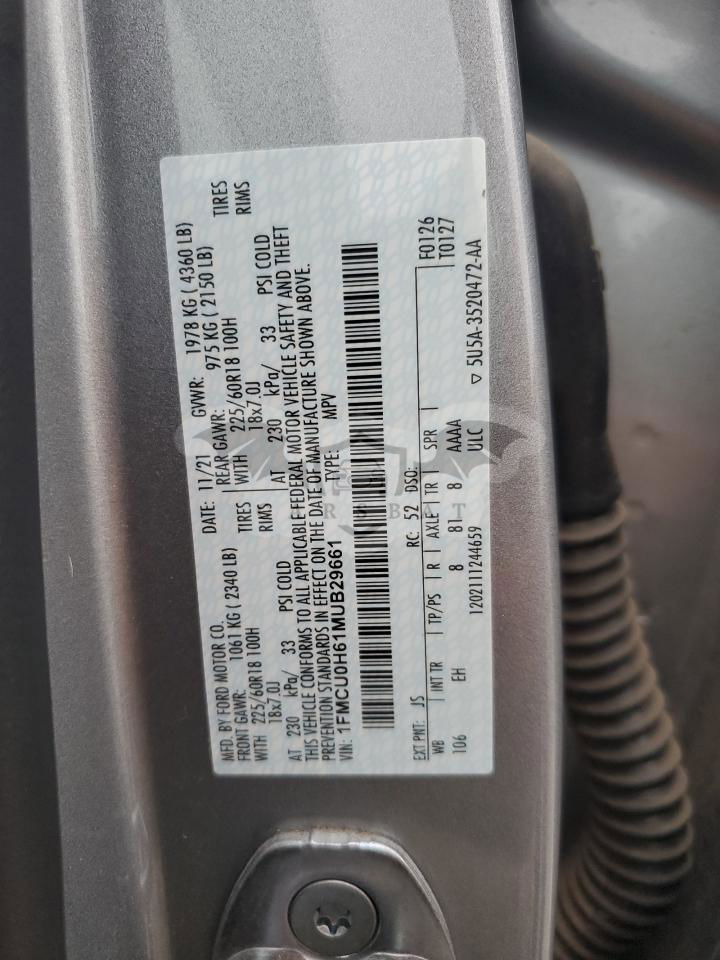 MFD. BY FORD MOTOR CO. DATE: 11/21 GVWR: 1978 KG ( 4360 LB)
FRONT GAWR: 1061 KG ( 2340 LB) REAR GAWR: 975 KG ( 2150 LB)
WITH 225/60R18 100H TIRES WITH 225/60R18 100H TIRES
18x7.0J RIMS 18x7.0J RIMS
AT 230 kPa/ 33 PSI COLD AT 230 kPa/ 33 PSI COLD
THIS VEHICLE CONFORMS TO ALL APPLICABLE FEDERAL MOTOR VEHICLE SAFETY AND THEFT
PREVENTION STANDARDS IN EFFECT ON THE DATE OF MANUFACTURE SHOWN ABOVE.
VIN: 1FMCU0H61MUB29661 TYPE: MPV
EXT PNT: JS RC: 52 DSO: F0126
WB INT TR TP/PS R AXLE TR SPR T0127
106 EH 8 81 8 AAAA
1202111244659 ULC
5U5A-3520472-AA